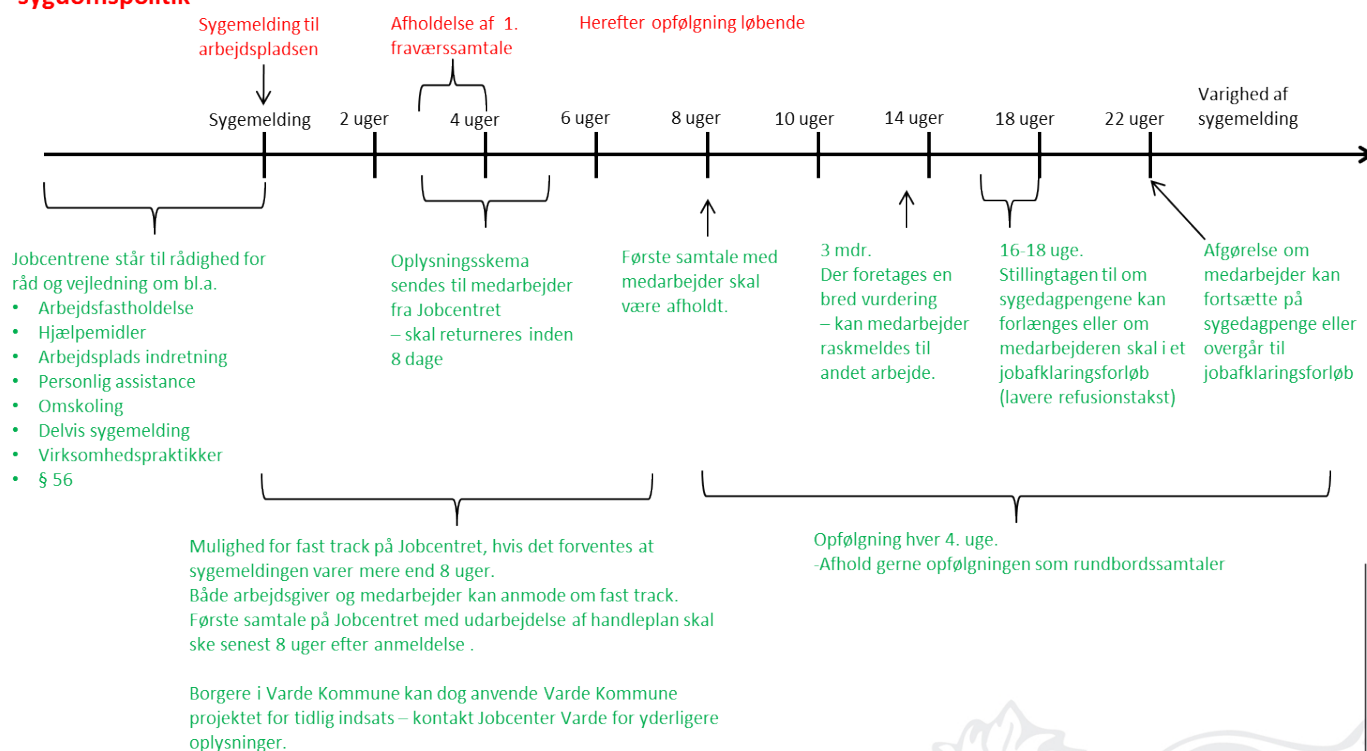 sygdomspolitik
Sygemelding til
arbejdspladsen
Afholdelse af 1.
fraværssamtale
Herefter opfølgning løbende
Sygemelding
2 uger
4 uger
6 uger
8 uger
10 uger
14 uger
18 uger
22 uger
Varighed af
sygemelding
Jobcentrene står til rådighed for
råd og vejledning om bl.a.
• Arbejdsfastholdelse
• Hjælpemidler
• Arbejdsplads indretning
• Personlig assistance
• Omskoling
• Delvis sygemelding
• Virksomhedspraktikker
• § 56
Oplysningsskema
sendes til medarbejder
fra Jobcentret
– skal returneres inden
8 dage
Første samtale med
medarbejder skal
være afholdt.
3 mdr.
Der foretages en
bred vurdering
– kan medarbejder
raskmeldes til
andet arbejde.
16-18 uge.
Stillingtagen til om
sygedagpengene kan
forlænges eller om
medarbejderen skal i et
jobafklaringsforløb
(lavere refusionstakst)
Afgørelse om
medarbejder kan
fortsætte på
sygedagpenge eller
overgår til
jobafklaringsforløb
Mulighed for fast track på Jobcentret, hvis det forventes at
sygemeldingen varer mere end 8 uger.
Både arbejdsgiver og medarbejder kan anmode om fast track.
Første samtale på Jobcentret med udarbejdelse af handleplan skal
ske senest 8 uger efter anmeldelse .
Borgere i Varde Kommune kan dog anvende Varde Kommune
projektet for tidlig indsats – kontakt Jobcenter Varde for yderligere
oplysninger.
Opfølgning hver 4. uge.
-Afhold gerne opfølgningen som rundbordssamtaler